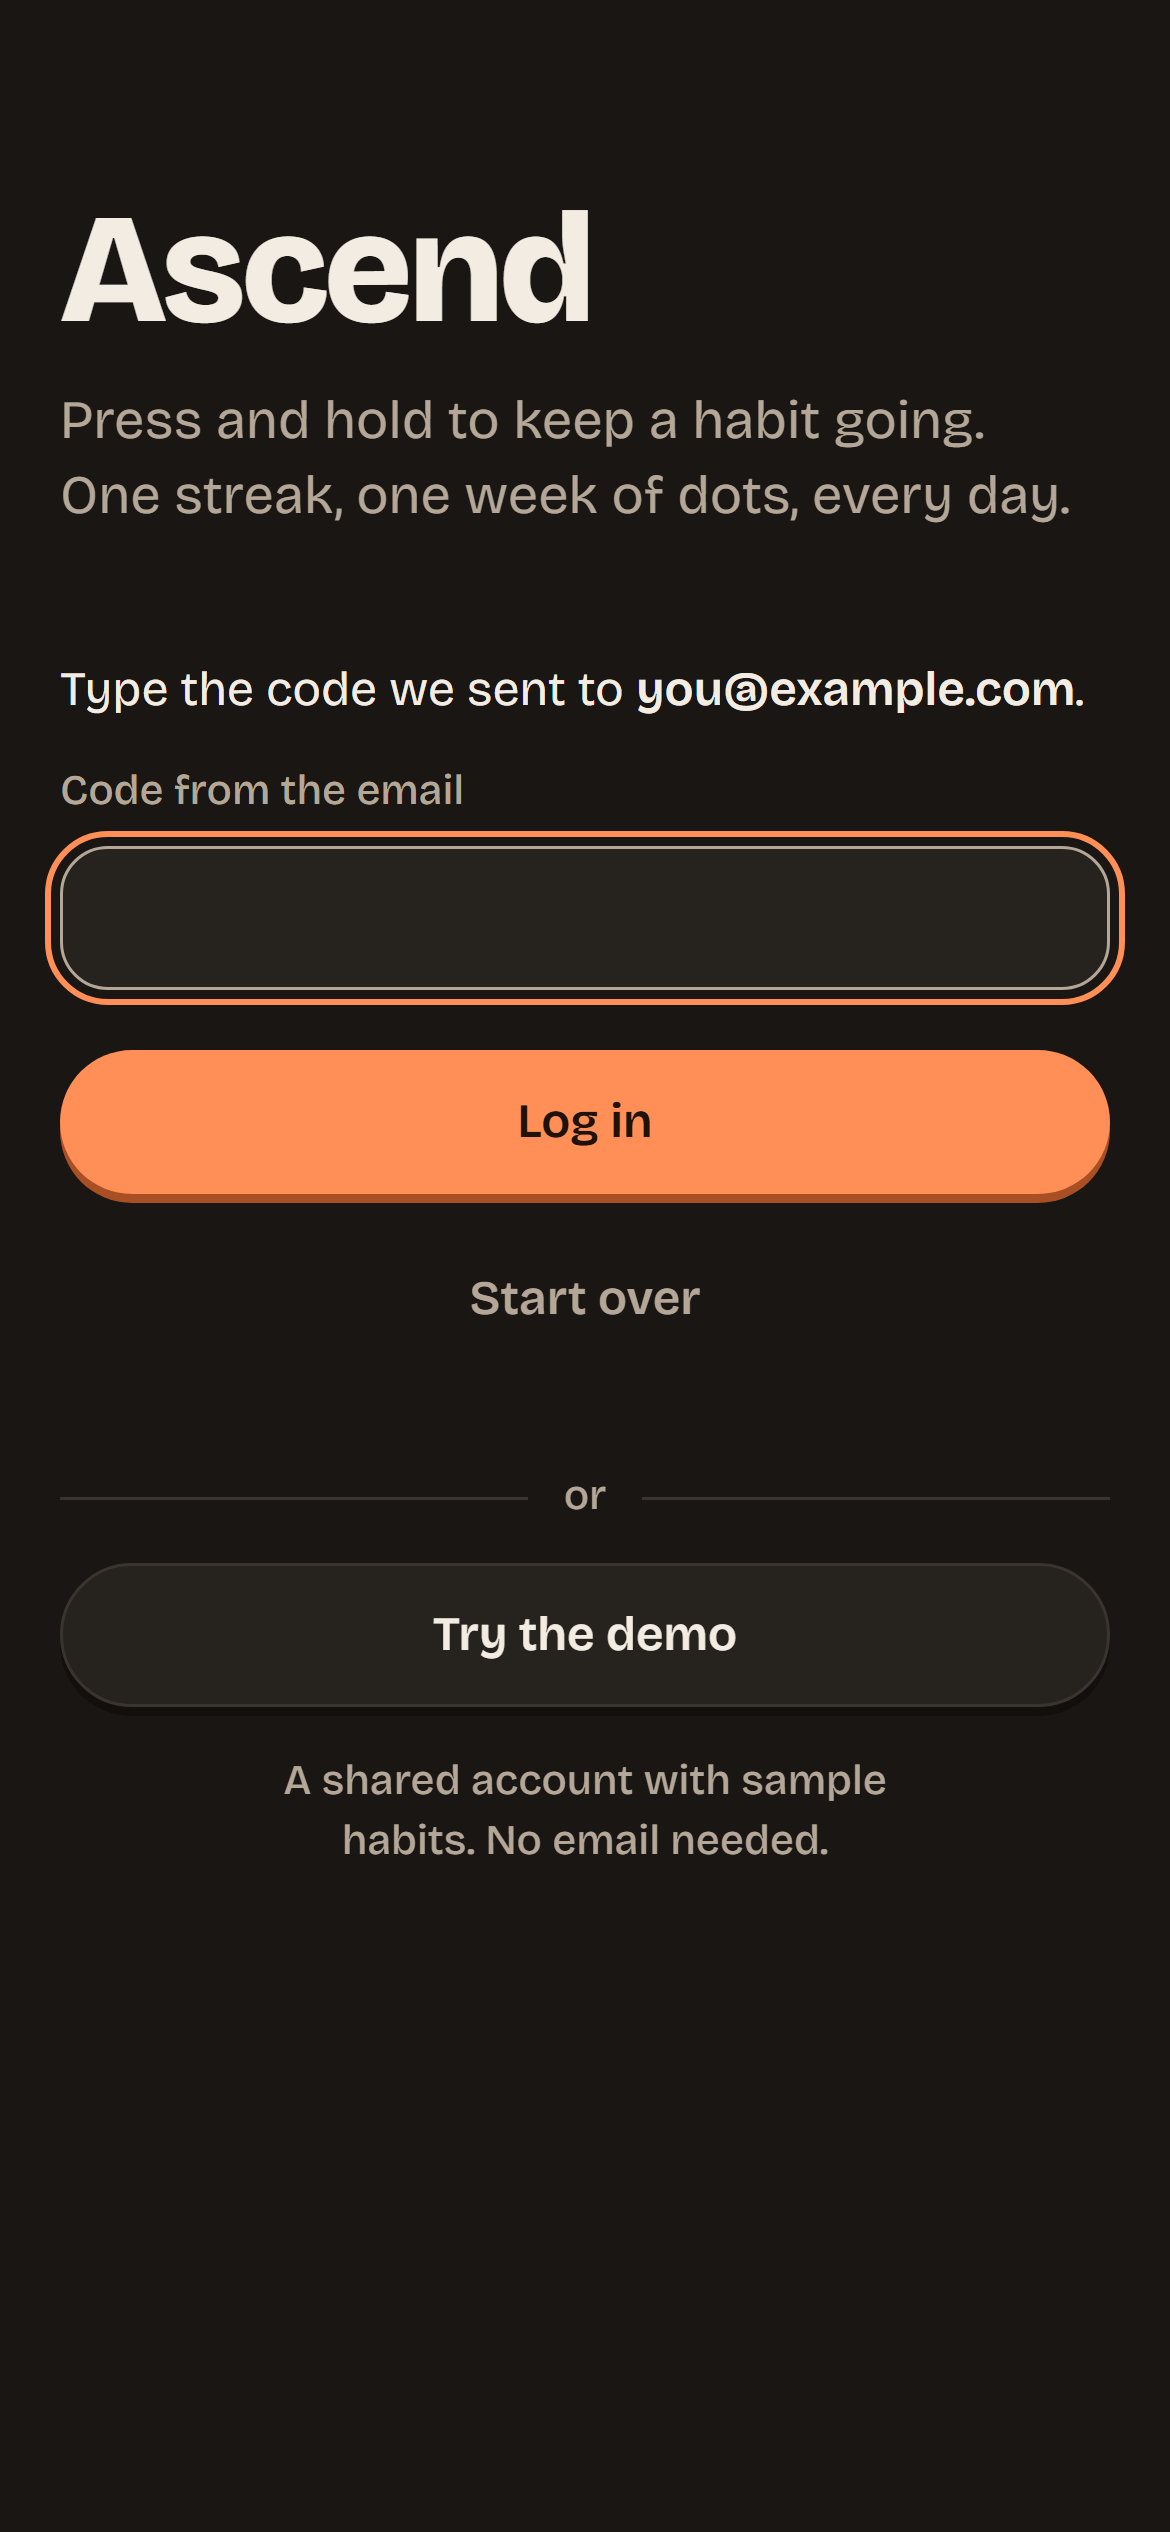 Ascend
Press and hold to keep a habit going.
One streak, one week of dots, every day.
Type the code we sent to you@example.com.
Code from the email
Log in
Start over
or
Try the demo
A shared account with sample
habits. No email needed.